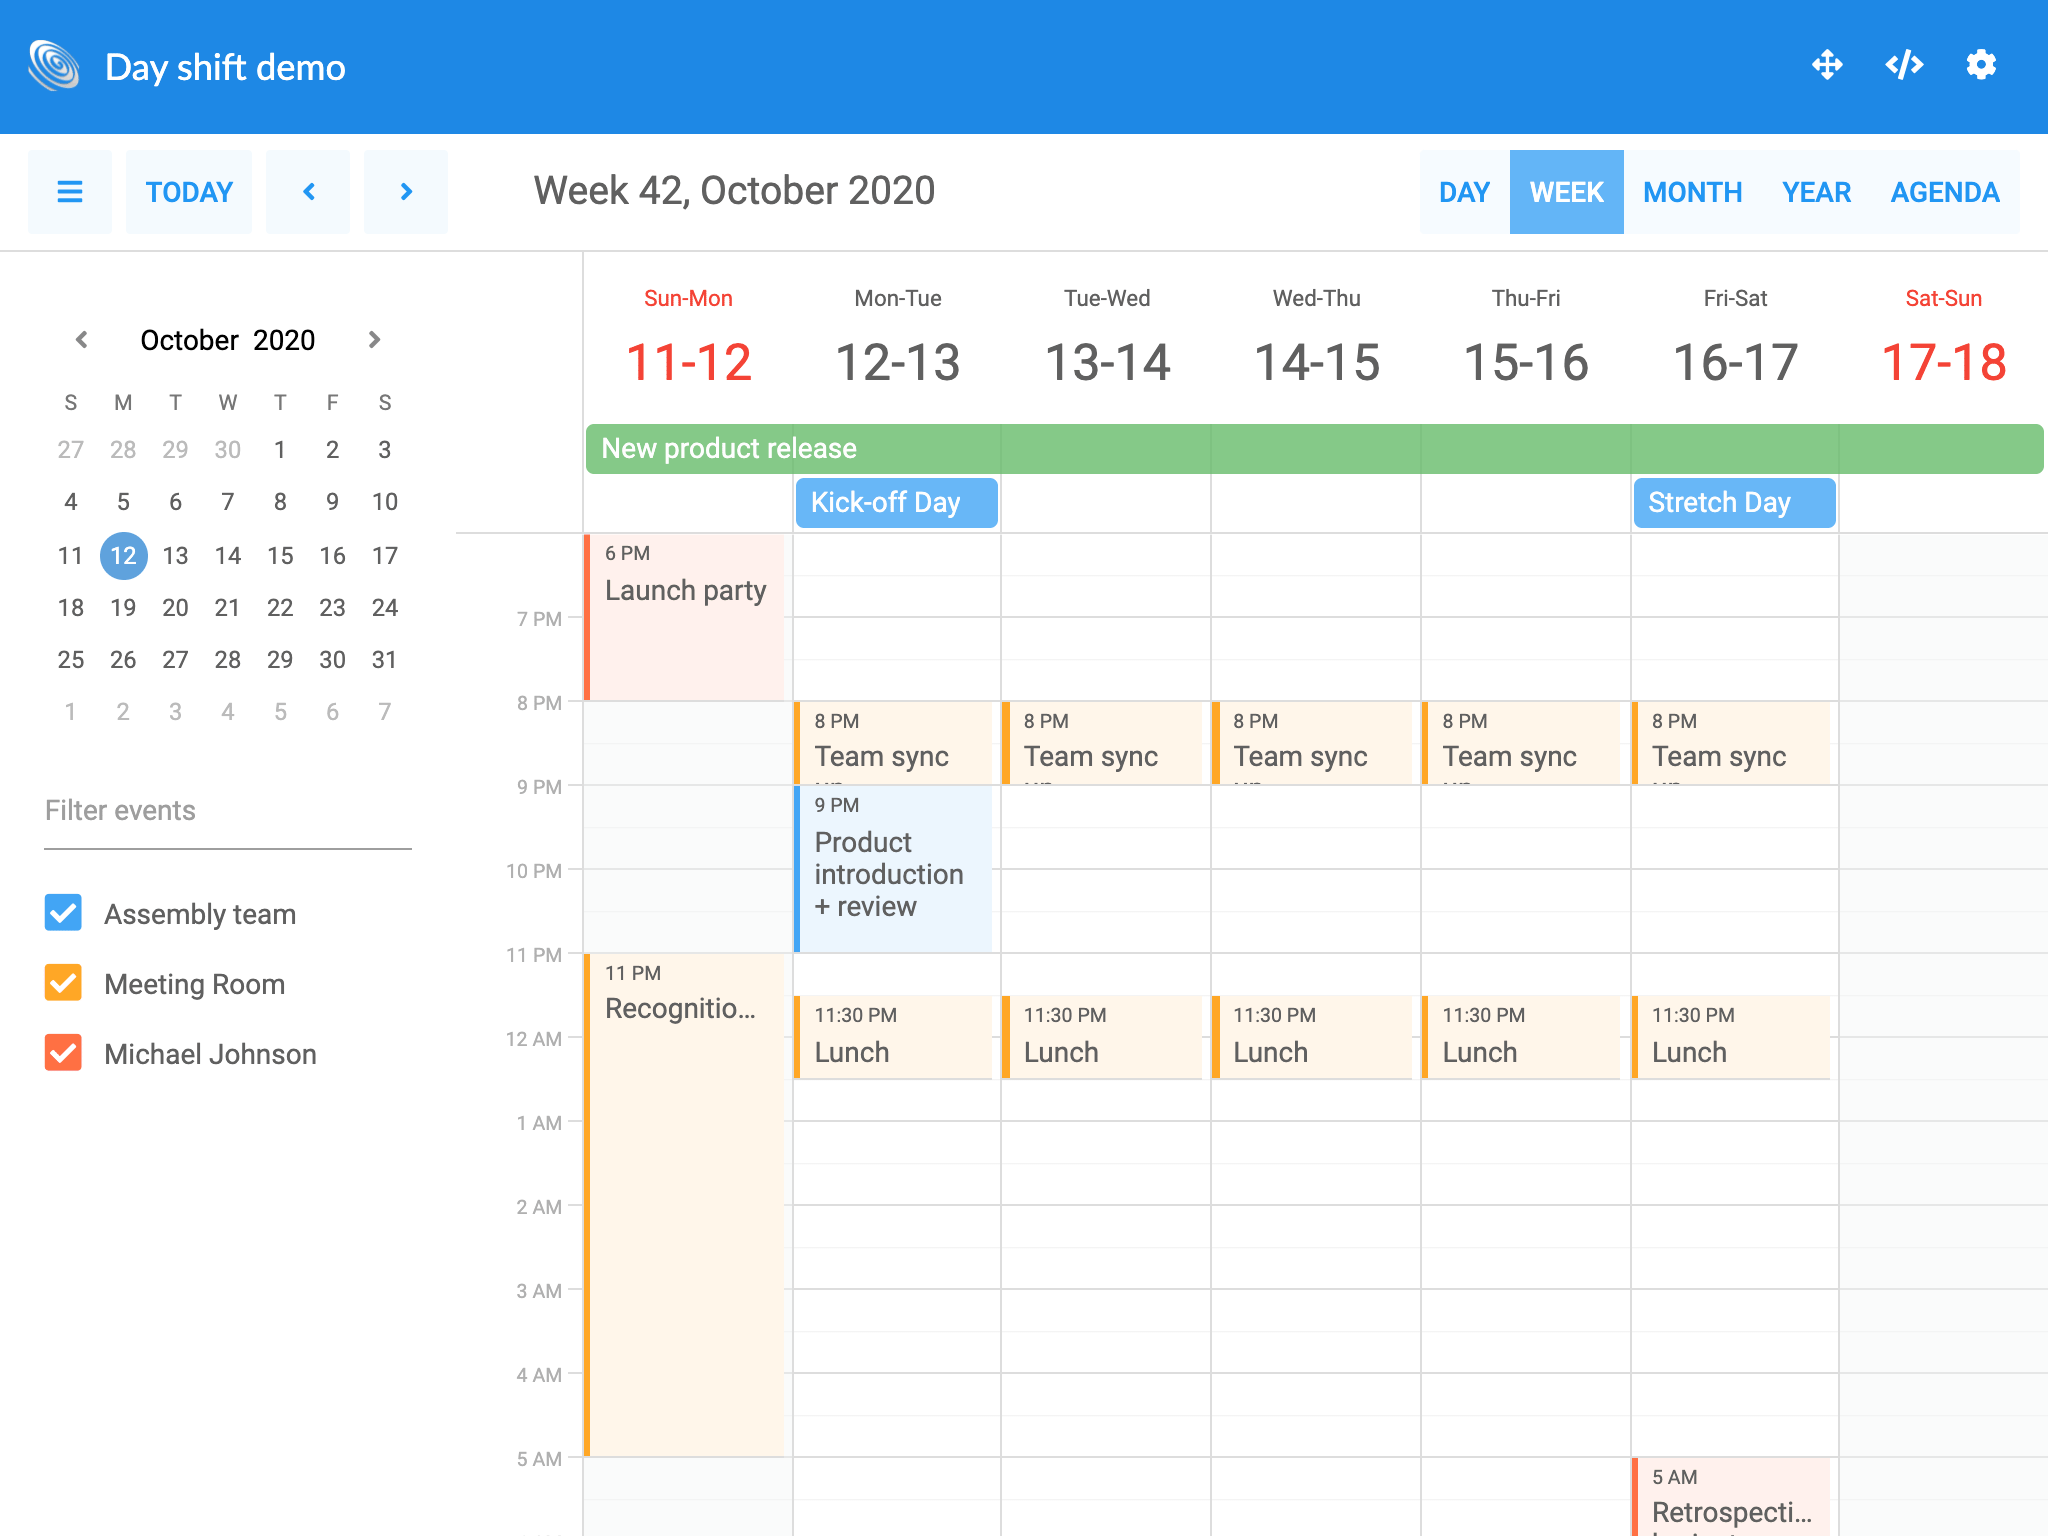 Day shift demo
TODAY
Week 42, October 2020
DAY WEEK MONTH YEAR AGENDA
October 2020
S M T W T F S
27 28 29 30 1 2 3
4 5 6 7 8 9 10
11 12 13 14 15 16 17
18 19 20 21 22 23 24
25 26 27 28 29 30 31
1 2 3 4 5 6 7
Filter events
Assembly team
Meeting Room
Michael Johnson
Sun-Mon Mon-Tue Tue-Wed Wed-Thu Thu-Fri Fri-Sat Sat-Sun
11-12 12-13 13-14 14-15 15-16 16-17 17-18
New product release
Kick-off Day Stretch Day
6 PM
Launch party
7 PM
8 PM
8 PM 8 PM 8 PM 8 PM 8 PM
Team sync Team sync Team sync Team sync Team sync
9 PM
9 PM
Product
introduction
+ review
10 PM
11 PM
11 PM
Recognitio...
11:30 PM 11:30 PM 11:30 PM 11:30 PM 11:30 PM
Lunch Lunch Lunch Lunch Lunch
12 AM
1 AM
2 AM
3 AM
4 AM
5 AM
5 AM
Retrospecti...